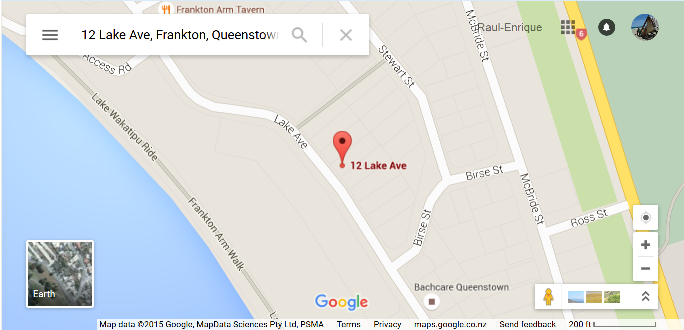 Frankton Arm Tavern
12 Lake Ave, Frankton, Queenstown
Raul-Enrique
6
Access Rd
Stewart St
McBride St
Lake Wakatipu Ride
Lake Ave
12 Lake Ave
Birse St
McBride St
Ross St
Frankton Arm Walk
Birse St
Earth
Google
Bachcare Queenstown
Map data ©2015 Google, MapData Sciences Pty Ltd, PSMA Terms Privacy maps.google.co.nz Send feedback 200 ft